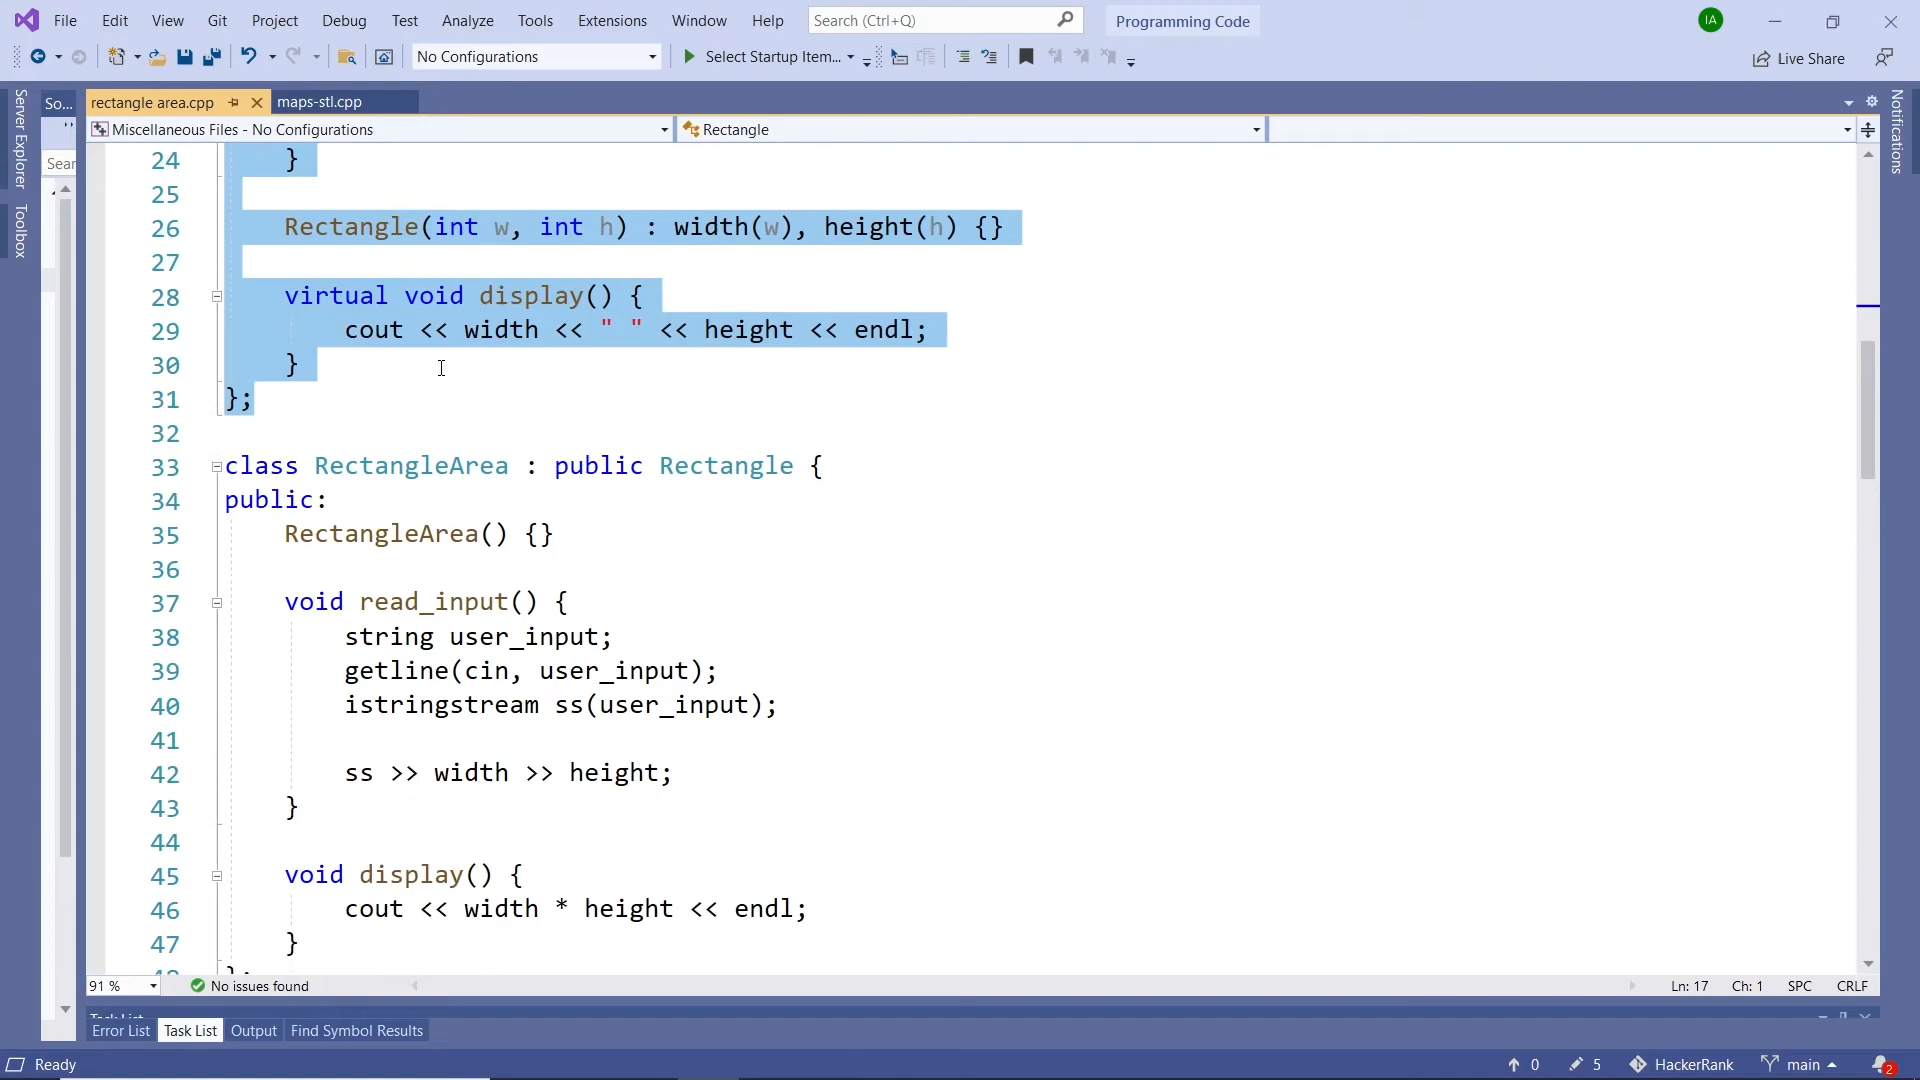 File Edit View Git Project Debug Test Analyze Tools Extensions Window Help Search (Ctrl+Q) Programming Code IA
No Configurations Select Startup Item... Live Share
Server Explorer
Toolbox
So...
Sear
rectangle area.cpp maps-stl.cpp
Miscellaneous Files - No Configurations Rectangle
Notifications
24 }
25
26 Rectangle(int w, int h) : width(w), height(h) {}
27
28 virtual void display() {
29 cout << width << " " << height << endl;
30 }
31 };
32
33 class RectangleArea : public Rectangle {
34 public:
35 RectangleArea() {}
36
37 void read_input() {
38 string user_input;
39 getline(cin, user_input);
40 istringstream ss(user_input);
41
42 ss >> width >> height;
43 }
44
45 void display() {
46 cout << width * height << endl;
47 }
48 };
91 % No issues found Ln: 17 Ch: 1 SPC CRLF
Task List
Error List Task List Output Find Symbol Results
Ready 0 5 HackerRank main 2